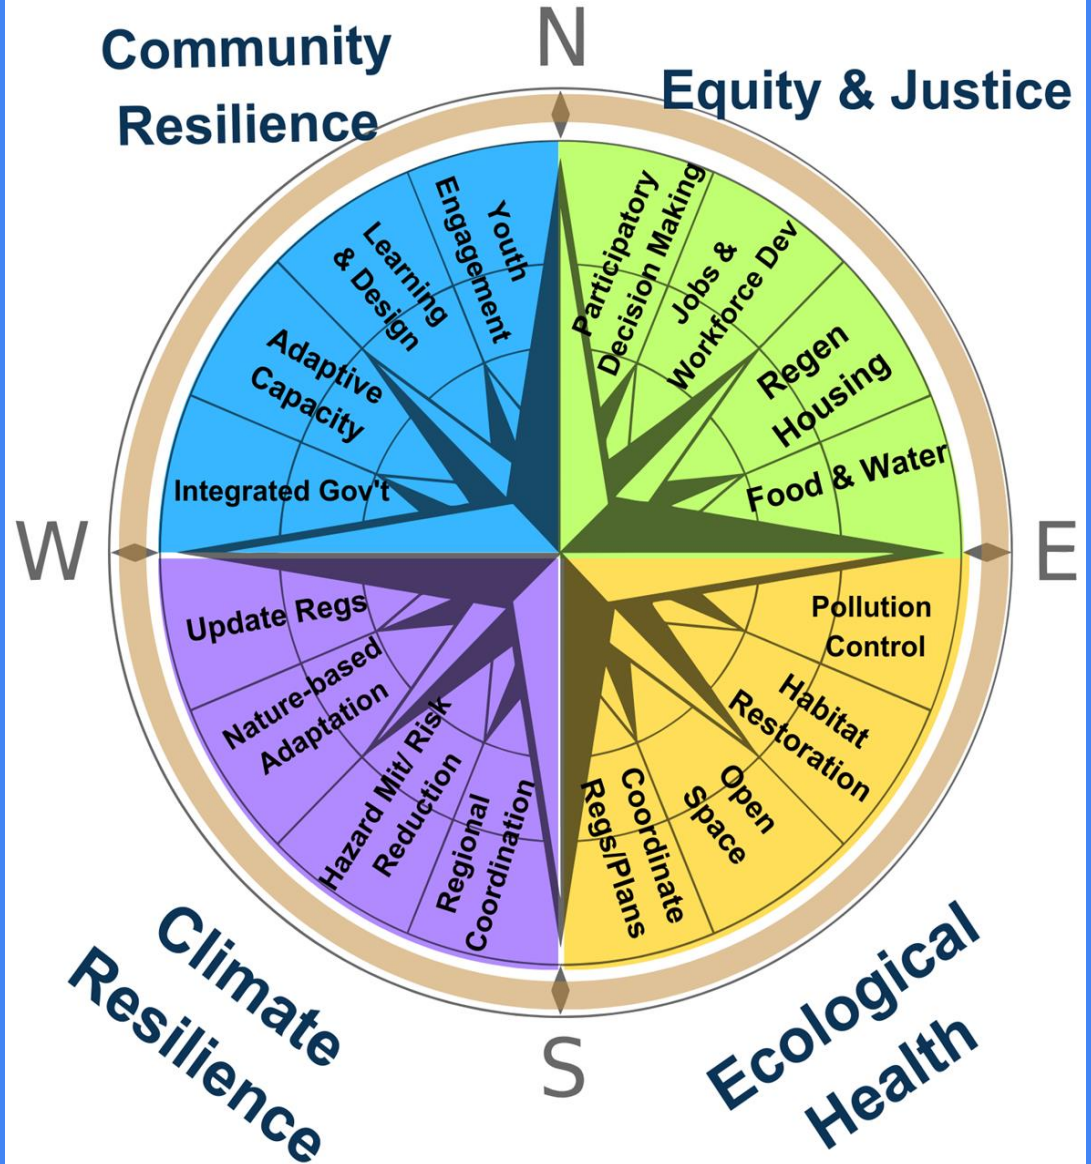 Community
Resilience
N
Equity & Justice
Youth
Engagement
Learning
& Design
Adaptive
Capacity
Integrated Gov't
Participatory
Decision Making
Jobs &
Workforce Dev
Regen
Housing
Food & Water
W
E
Update Regs
Nature-based
Adaptation
Hazard Mit/ Risk
Reduction
Regional
Coordination
Pollution
Control
Habitat
Restoration
Open
Space
Coordinate
Regs/Plans
Climate
Resilience
S
Ecological
Health